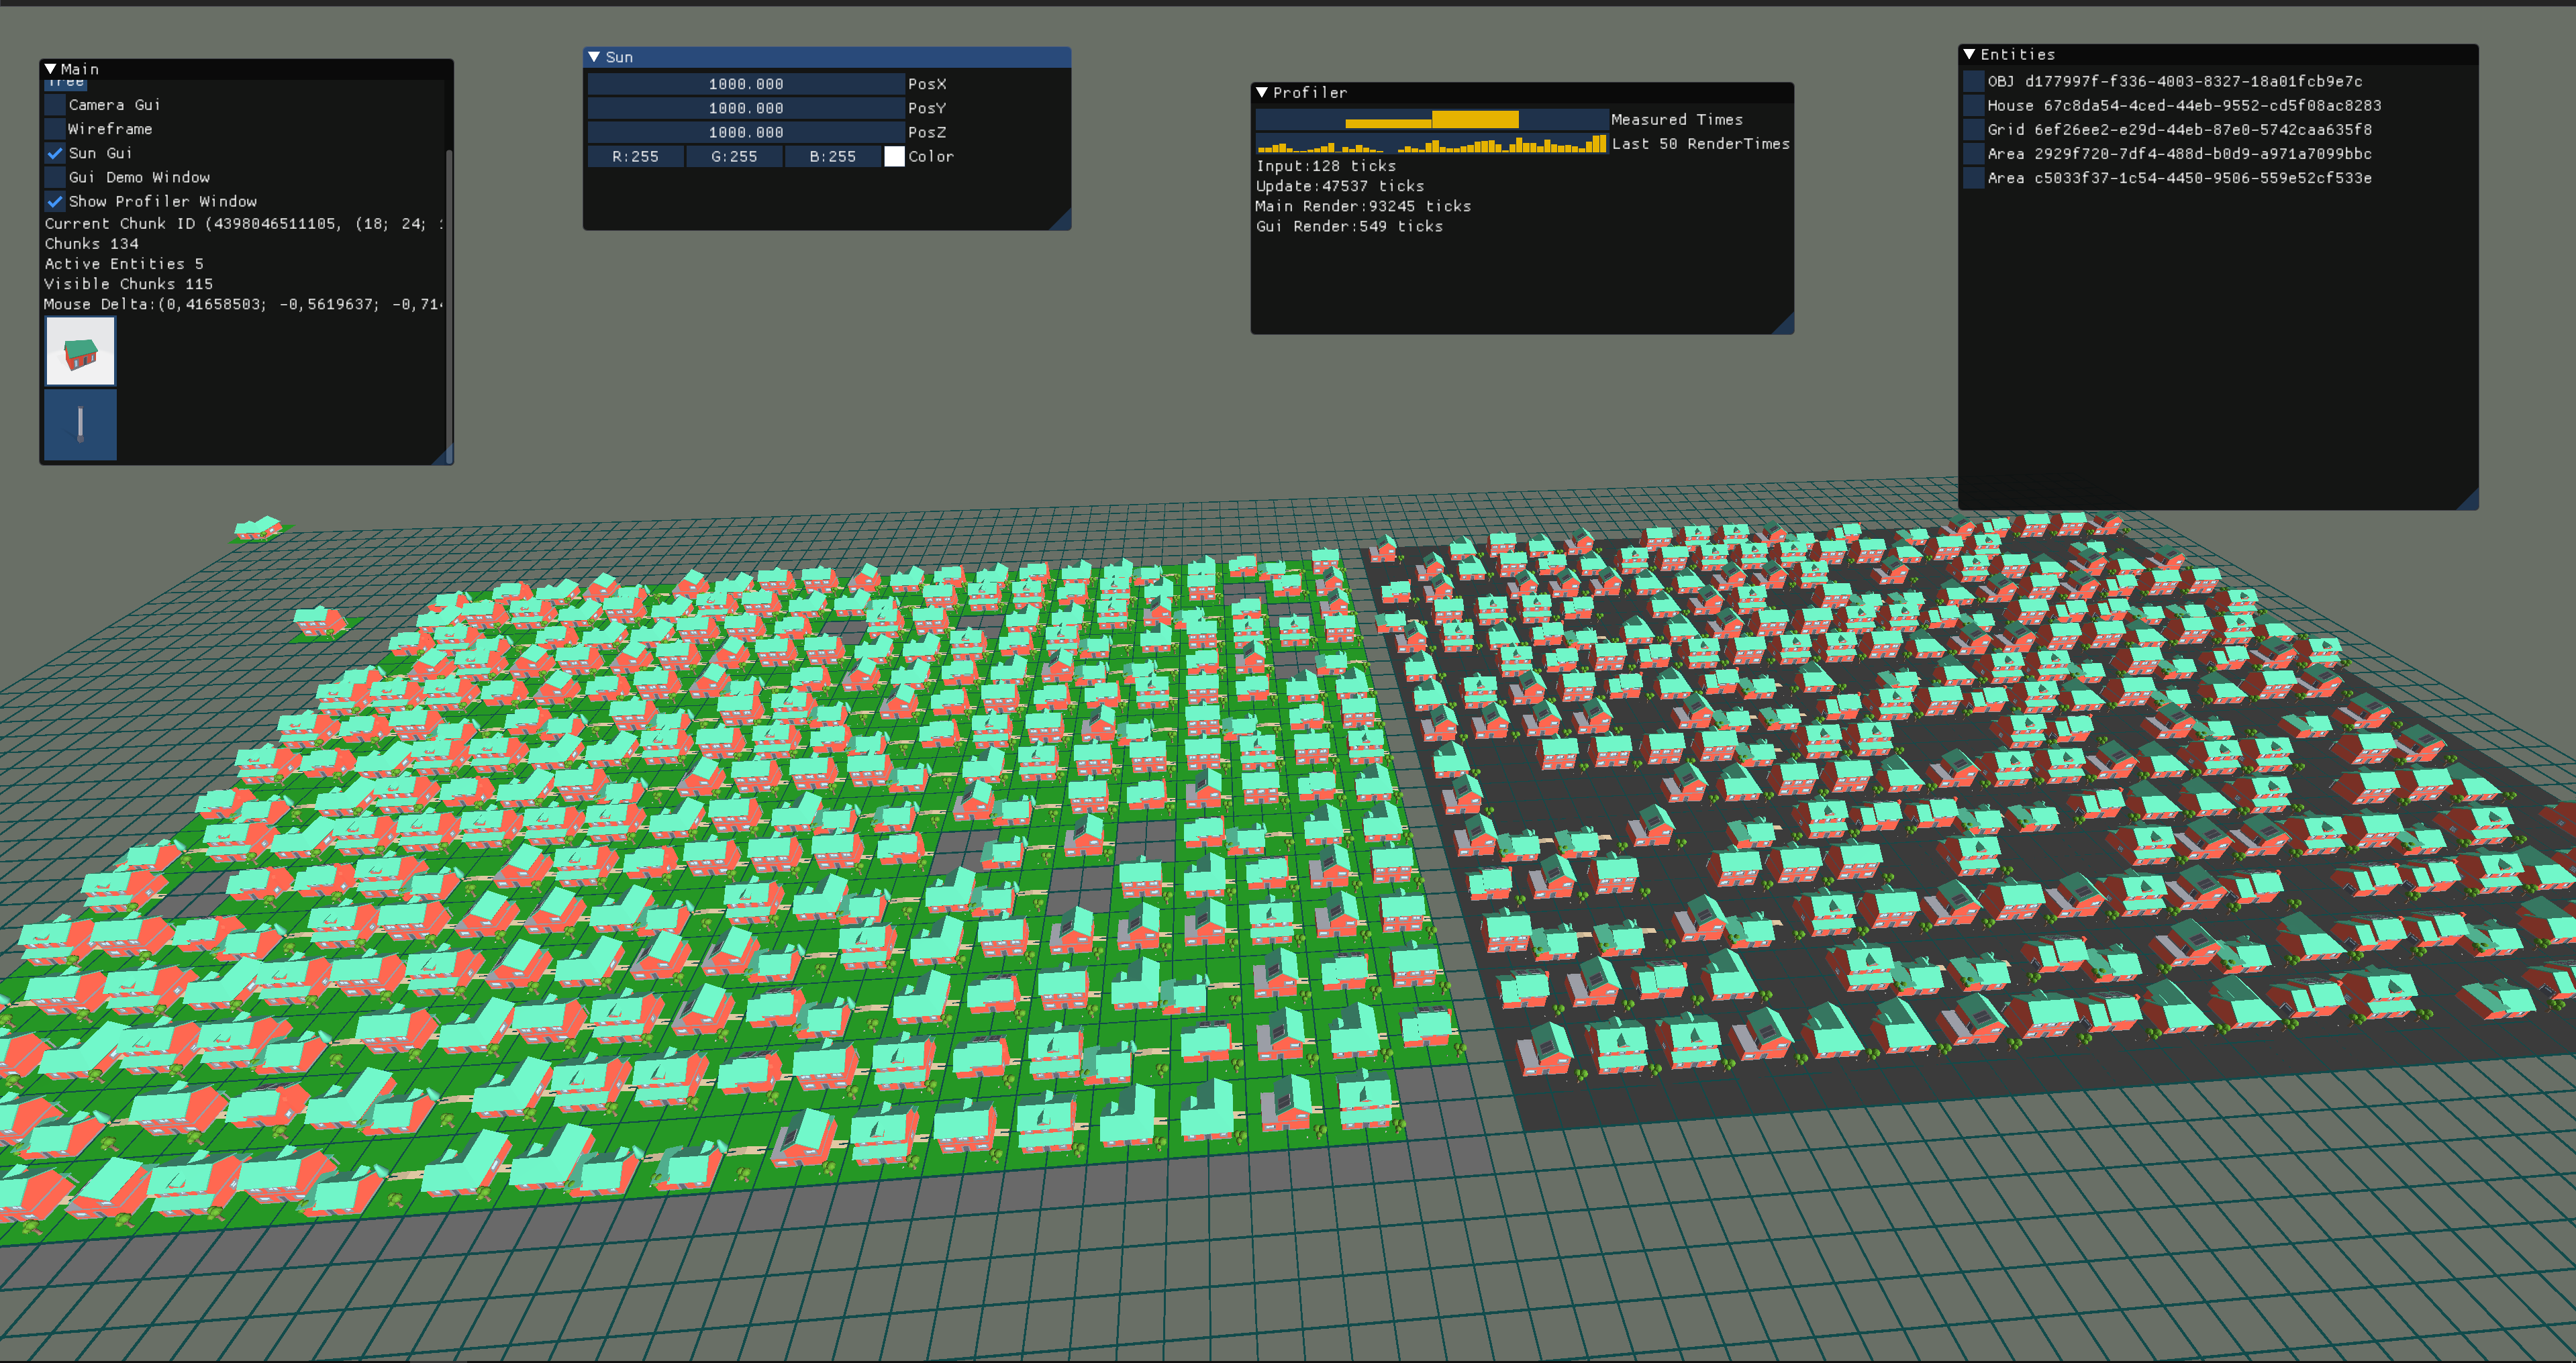 Main
Tree
Camera Gui
Wireframe
Sun Gui
Gui Demo Window
Show Profiler Window
Current Chunk ID (4398046511105, (18; 24;
Chunks 134
Active Entities 5
Visible Chunks 115
Mouse Delta:(0,41658503; -0,5619637; -0,714
Sun
1000.000 PosX
1000.000 PosY
1000.000 PosZ
R:255 G:255 B:255 Color
Profiler
Measured Times
Last 50 RenderTimes
Input:128 ticks
Update:47537 ticks
Main Render:93245 ticks
Gui Render:549 ticks
Entities
OBJ d177997f-f336-4003-8327-18a01fcb9e7c
House 67c8da54-4ced-44eb-9552-cd5f08ac8283
Grid 6ef26ee2-e29d-44eb-87e0-5742caa635f8
Area 2929f720-7df4-488d-b0d9-a971a7099bbc
Area c5033f37-1c54-4450-9506-559e52cf533e